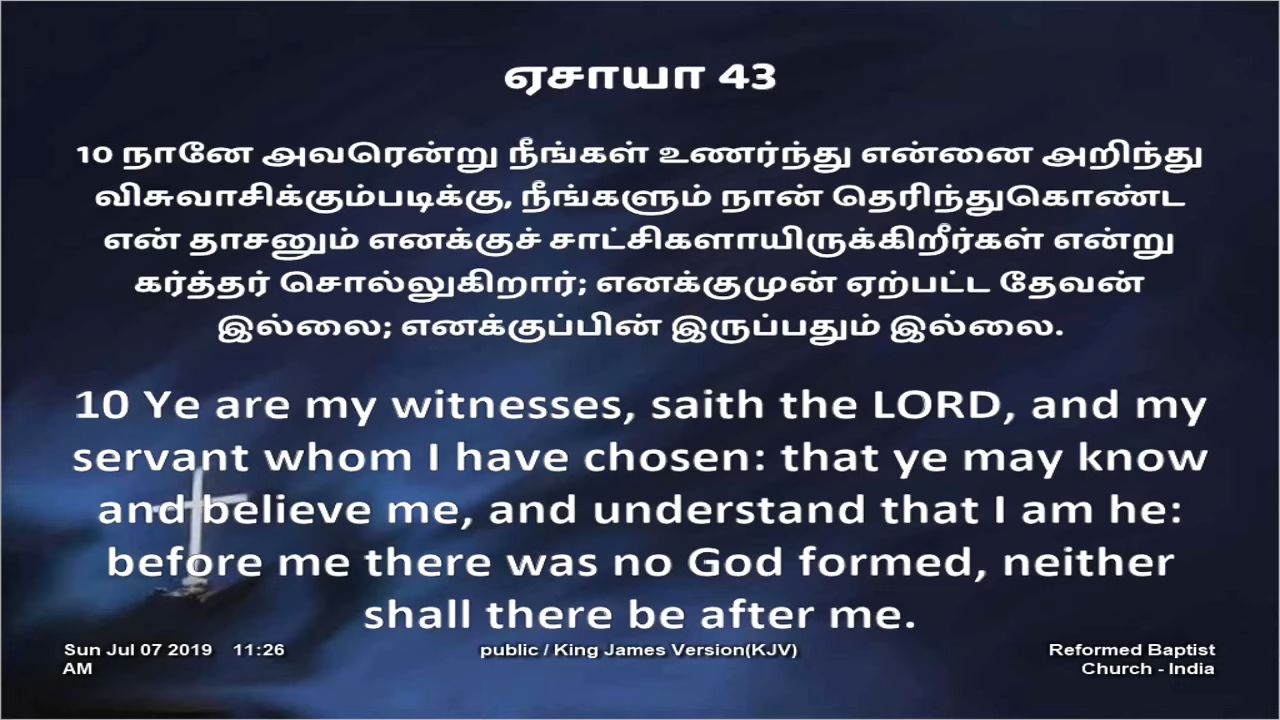 ஏசாயா 43
10 நானே அவரென்று நீங்கள் உணர்ந்து என்னை அறிந்து
விசுவாசிக்கும்படிக்கு, நீங்களும் நான் தெரிந்துகொண்ட
என் தாசனும் எனக்குச் சாட்சிகளாயிருக்கிறீர்கள் என்று
கர்த்தர் சொல்லுகிறார்; எனக்குமுன் ஏற்பட்ட தேவன்
இல்லை; எனக்குப்பின் இருப்பதும் இல்லை.
10 Ye are my witnesses, saith the LORD, and my
servant whom I have chosen: that ye may know
and believe me, and understand that I am he:
before me there was no God formed, neither
shall there be after me.
Sun Jul 07 2019 11:26
AM
public / King James Version(KJV)
Reformed Baptist
Church - India